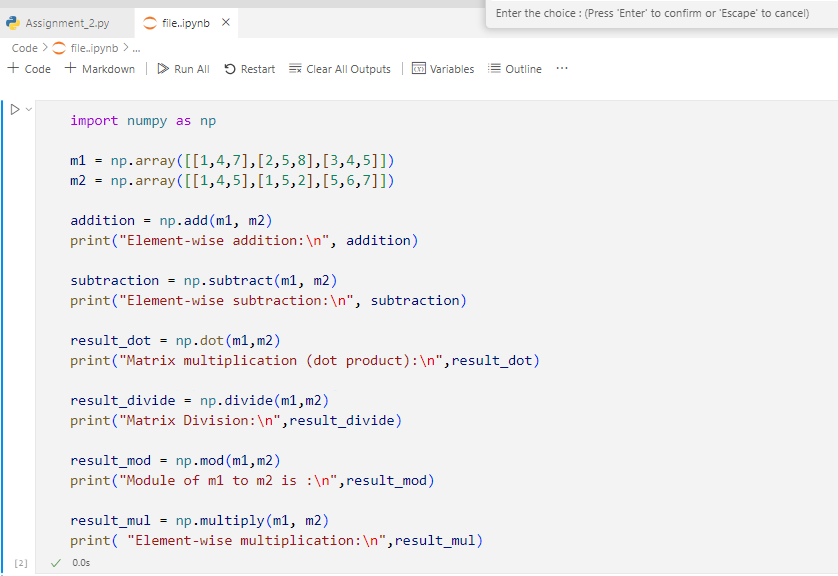 Enter the choice : (Press 'Enter' to confirm or 'Escape' to cancel)
Assignment_2.py file..ipynb ×
Code > file..ipynb > ...
+ Code + Markdown | Run All Restart Clear All Outputs | Variables Outline ...
import numpy as np
m1 = np.array([[1,4,7],[2,5,8],[3,4,5]])
m2 = np.array([[1,4,5],[1,5,2],[5,6,7]])
addition = np.add(m1, m2)
print("Element-wise addition:\n", addition)
subtraction = np.subtract(m1, m2)
print("Element-wise subtraction:\n", subtraction)
result_dot = np.dot(m1,m2)
print("Matrix multiplication (dot product):\n",result_dot)
result_divide = np.divide(m1,m2)
print("Matrix Division:\n",result_divide)
result_mod = np.mod(m1,m2)
print("Module of m1 to m2 is :\n",result_mod)
result_mul = np.multiply(m1, m2)
print( "Element-wise multiplication:\n",result_mul)
[2] ✓ 0.0s